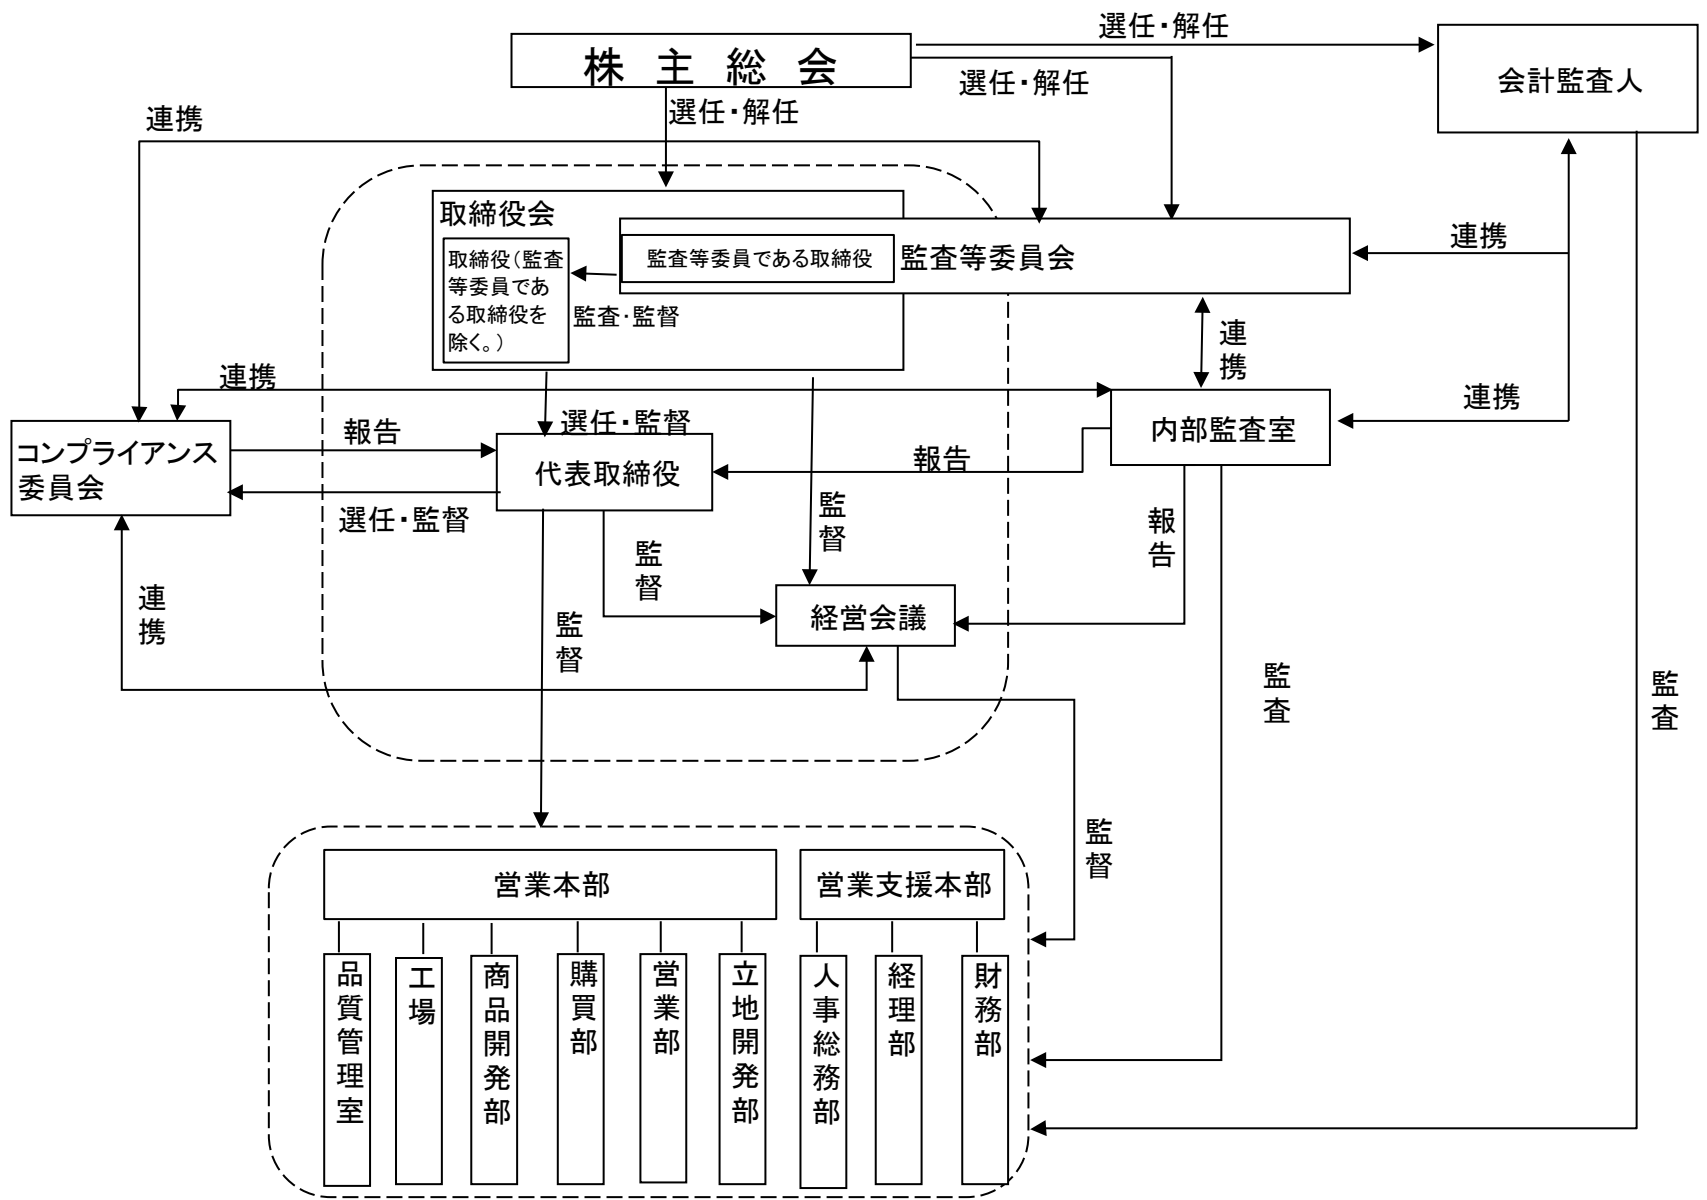 選任・解任
株 主 総 会
会計監査人
選任・解任
選任・解任
連携
取締役会
監査等委員である取締役
監査等委員会
連携
取締役（監査
等委員であ
る取締役を
除く。）
監査・監督
連携
連携
連携
選任・監督
報告
コンプライアンス
委員会
代表取締役
報告
内部監査室
選任・監督
監督
報告
監督
連携
経営会議
監督
監査
監査
監督
営業本部
営業支援本部
品質管理室
工場
商品開発部
購買部
営業部
立地開発部
人事総務部
経理部
財務部